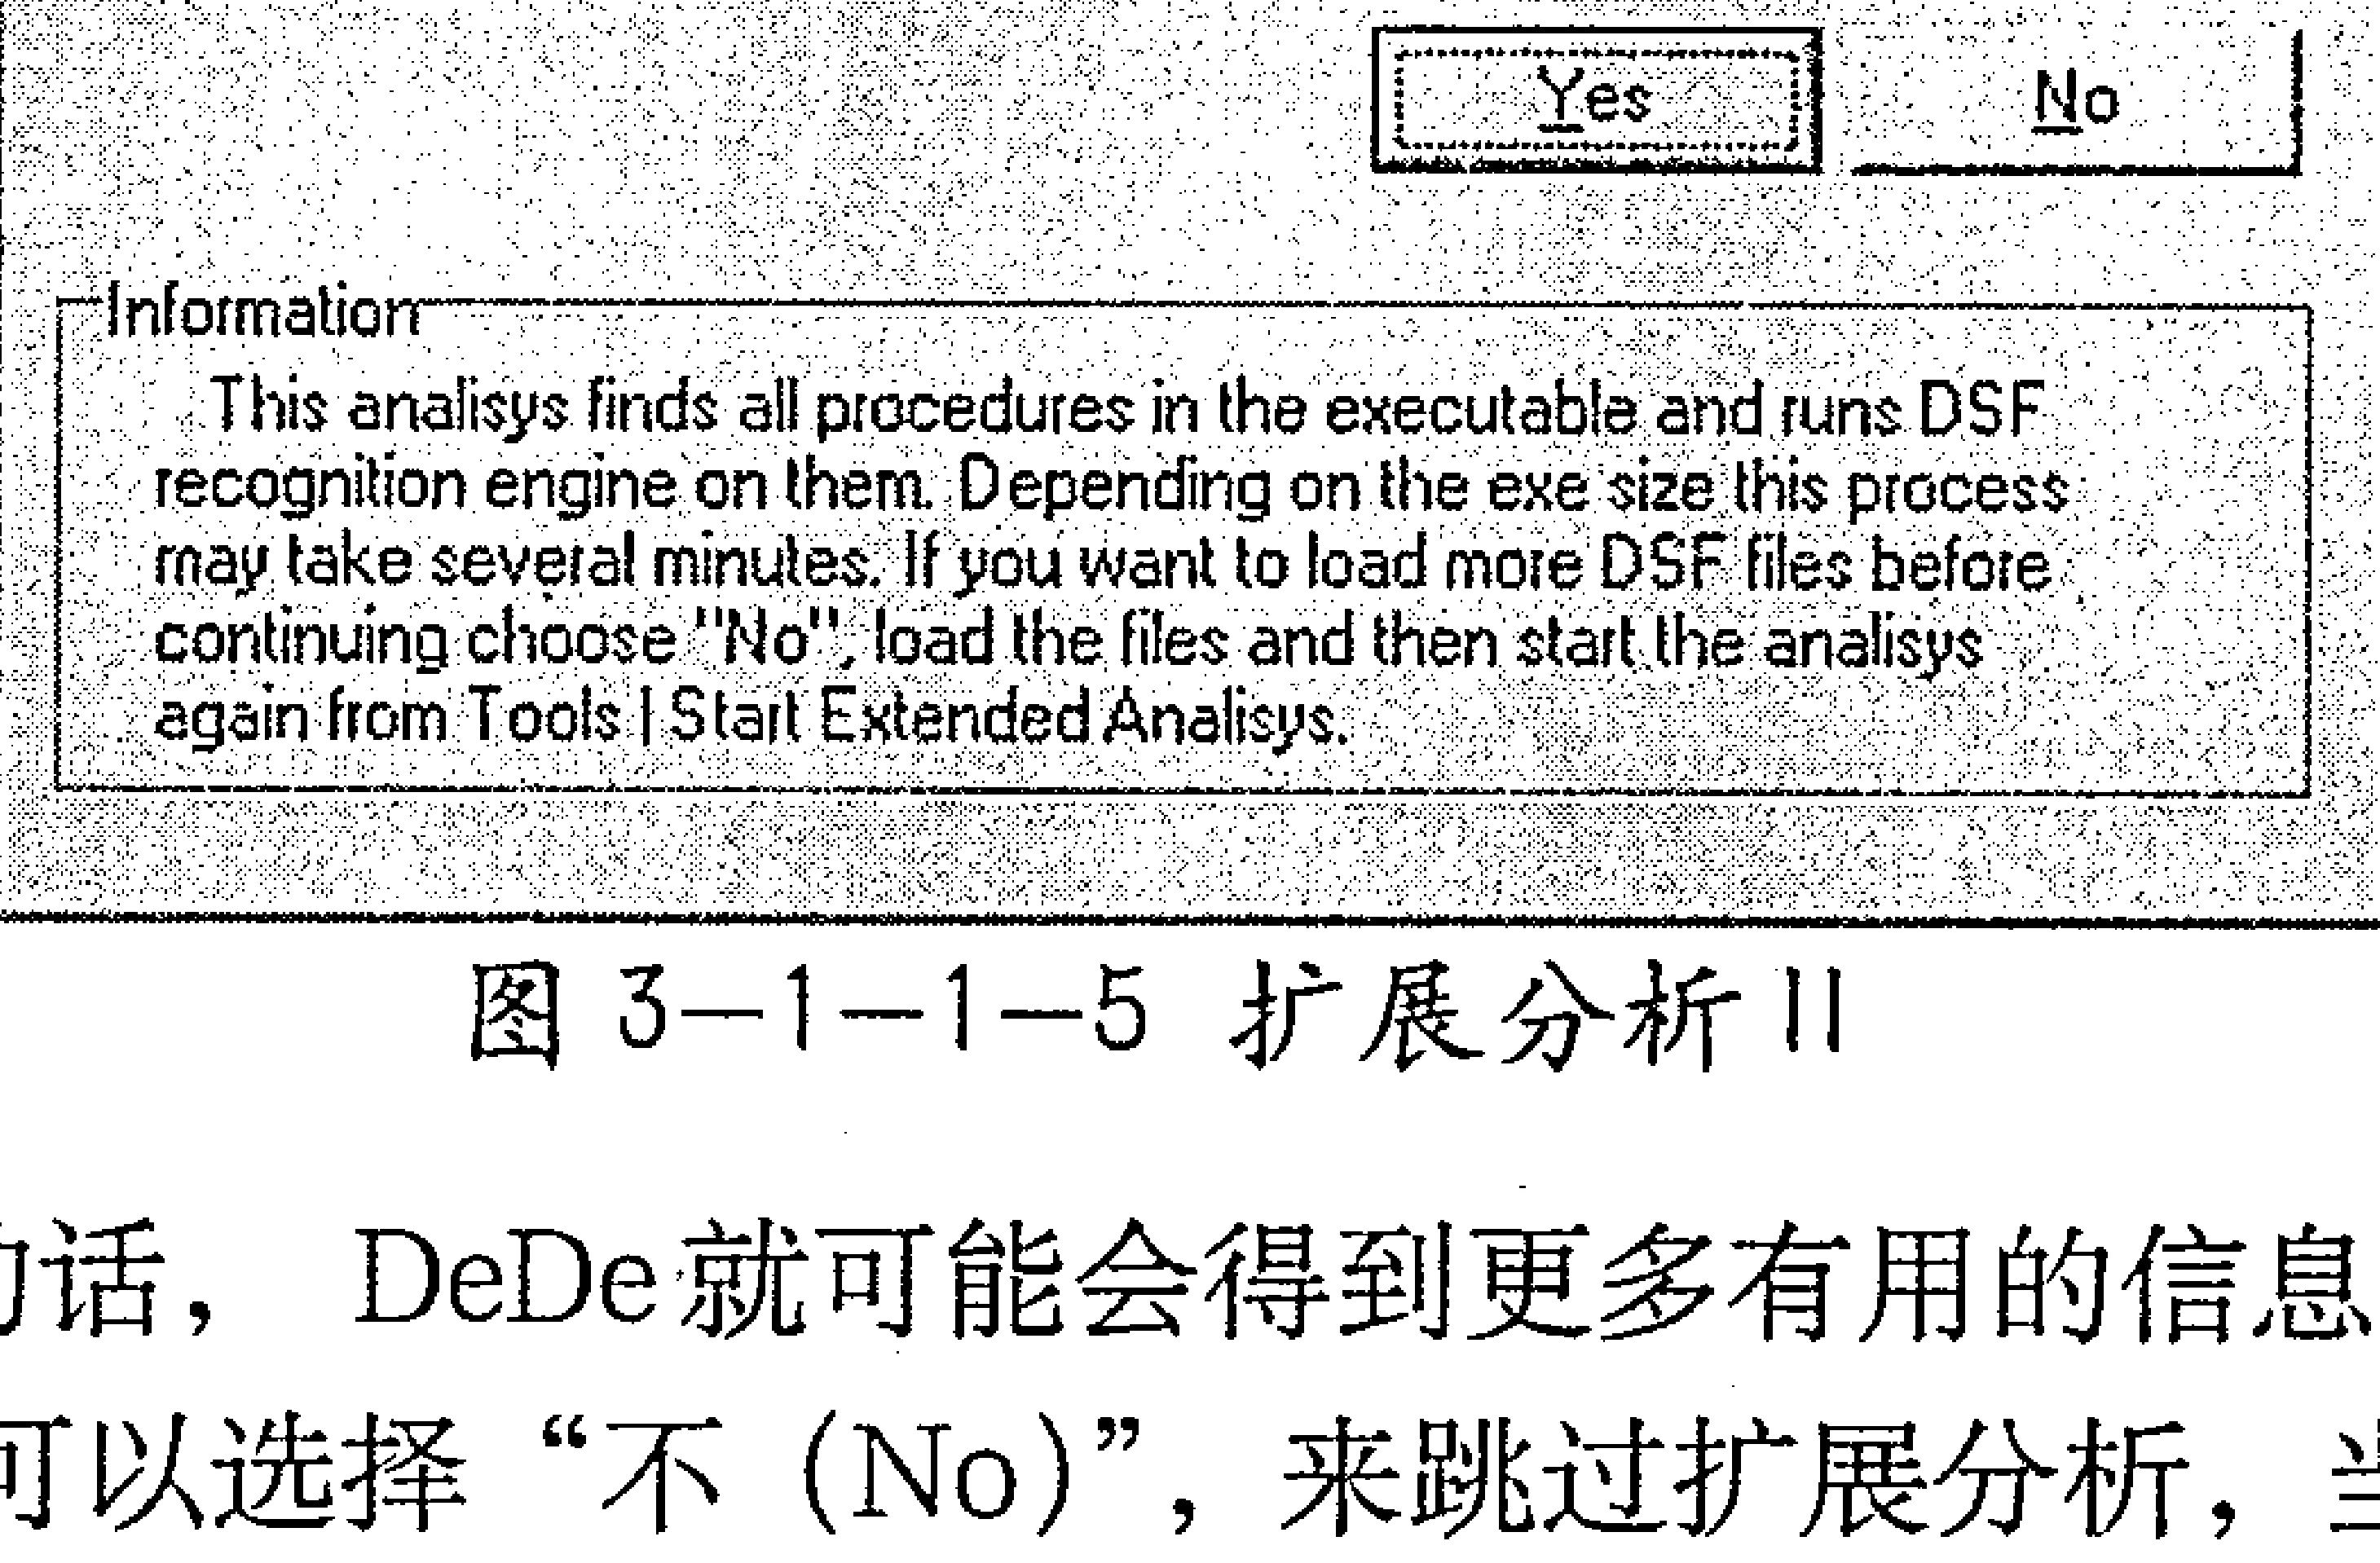 Yes No
Information
This analisys finds all procedures in the executable and runs DSF
recognition engine on them. Depending on the exe size this process
may take several minutes. If you want to load more DSF files before
continuing choose "No", load the files and then start the analisys
again from Tools | Start Extended Analisys.
图 3-1-1-5 扩展分析 II
话， DeDe就可能会得到更多有用的信息
可以选择“不（No）”，来跳过扩展分析，当